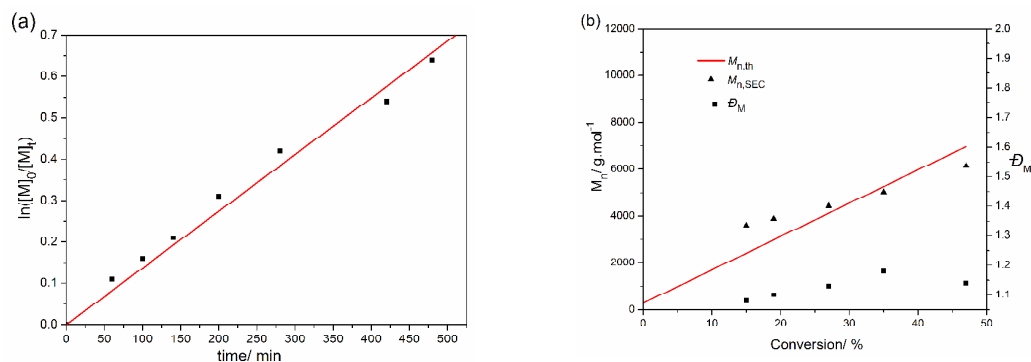 (a)
0.7
0.6
0.5
0.4
0.3
0.2
0.1
0.0
ln([M]₀/[M]ₜ)
0 50 100 150 200 250 300 350 400 450 500
time/ min
(b)
12000
10000
8000
6000
4000
2000
0
Mₙ/ g.mol⁻¹
Mn.th
Mn,SEC
ĐM
2.0
1.9
1.8
1.7
1.6
1.5
1.4
1.3
1.2
1.1
ĐM
0 10 20 30 40 50
Conversion/ %